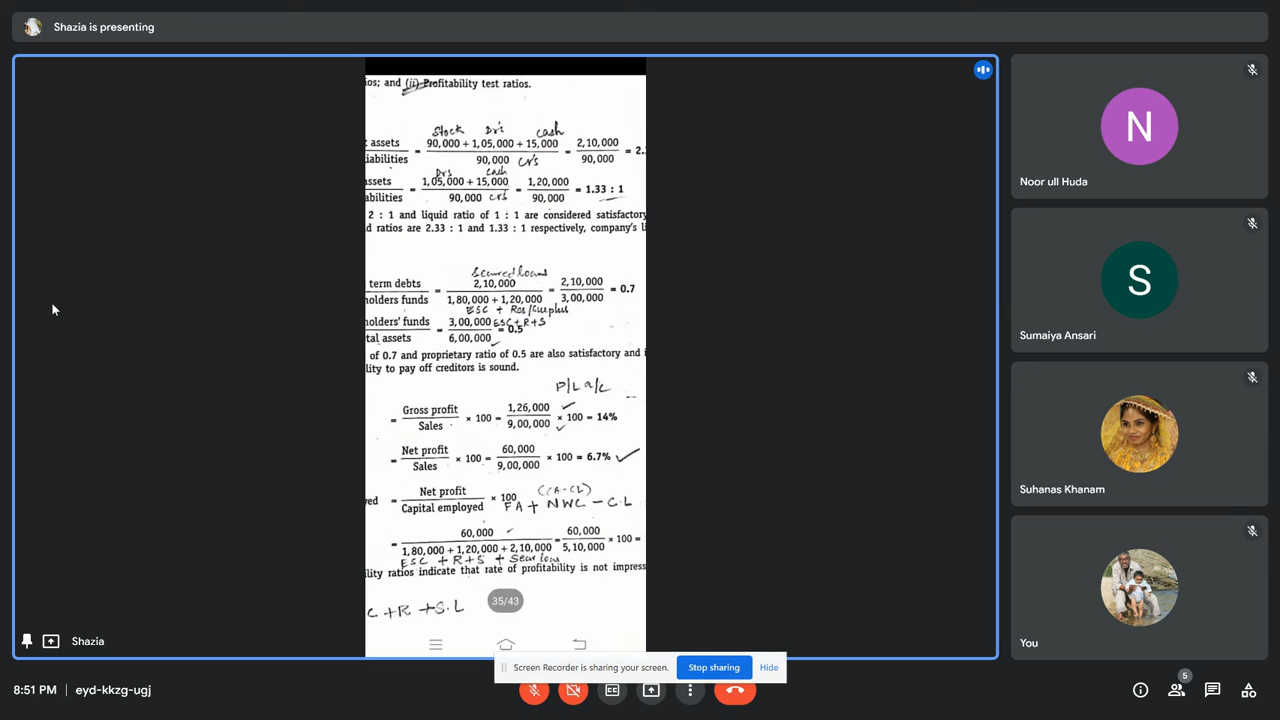 Shazia is presenting
ios; and (ii) Profitability test ratios.
Stock Drs cash
t assets = 90,000 + 1,05,000 + 15,000 = 2,10,000 = 2.
iabilities 90,000 crs 90,000
Drs cash
assets = 1,05,000 + 15,000 = 1,20,000 = 1.33 : 1
abilities 90,000 crs 90,000
2 : 1 and liquid ratio of 1 : 1 are considered satisfactory
d ratios are 2.33 : 1 and 1.33 : 1 respectively, company's li
Scured loans
term debts = 2,10,000 = 2,10,000 = 0.7
holders funds 1,80,000 + 1,20,000 3,00,000
ESC + Res/Surplus
holders' funds = 3,00,000 ESC+R+S = 0.5
tal assets 6,00,000
of 0.7 and proprietary ratio of 0.5 are also satisfactory and i
lity to pay off creditors is sound.
P/L a/c
= Gross profit × 100 = 1,26,000 × 100 = 14%
Sales 9,00,000
= Net profit × 100 = 60,000 × 100 = 6.7%
Sales 9,00,000
(CA-CL)
yed = Net profit × 100 FA + NWC - C.L
Capital employed
= 60,000 = 60,000 × 100 =
1,80,000 + 1,20,000 + 2,10,000 5,10,000
ESC + R+S + Secur loan
ility ratios indicate that rate of profitability is not impress
C +R +S.L
35/43
Shazia
Noor ull Huda
N
Sumaiya Ansari
S
Suhanas Khanam
You
Screen Recorder is sharing your screen. Stop sharing Hide
8:51 PM eyd-kkzg-ugj
5